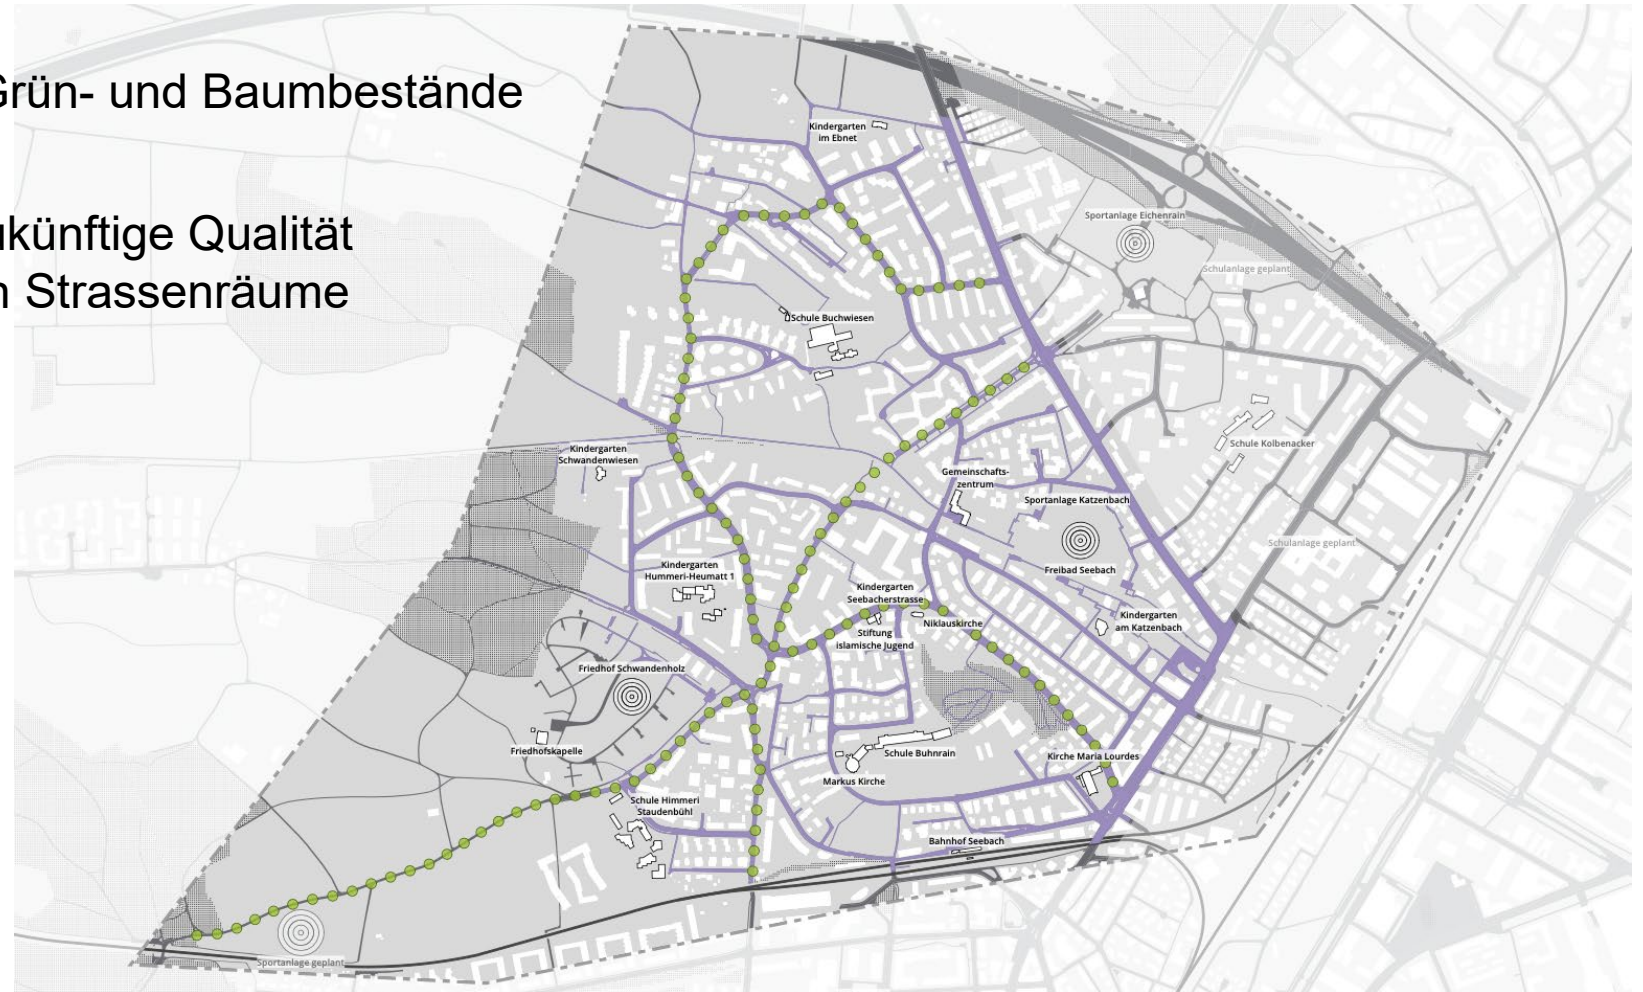 Grün- und Baumbestände
ukünftige Qualität
Strassenräume
Kindergarten
im Ebnet
Sportanlage Eichenrain
Schulanlage geplant
Schule Buchwiesen
Kindergarten
Schwandenwiesen
Schule Kolbenacker
Gemeinschafts-
zentrum
Sportanlage Katzenbach
Schulanlage geplant
Kindergarten
Hummeri-Heumatt 1
Freibad Seebach
Kindergarten
Seebacherstrasse
Kindergarten
am Katzenbach
Niklauskirche
Stiftung
islamische Jugend
Friedhof Schwandenholz
Friedhofskapelle
Schule Buhnrain
Kirche Maria Lourdes
Markus Kirche
Schule Himmeri
Staudenbühl
Bahnhof Seebach
Sportanlage geplant